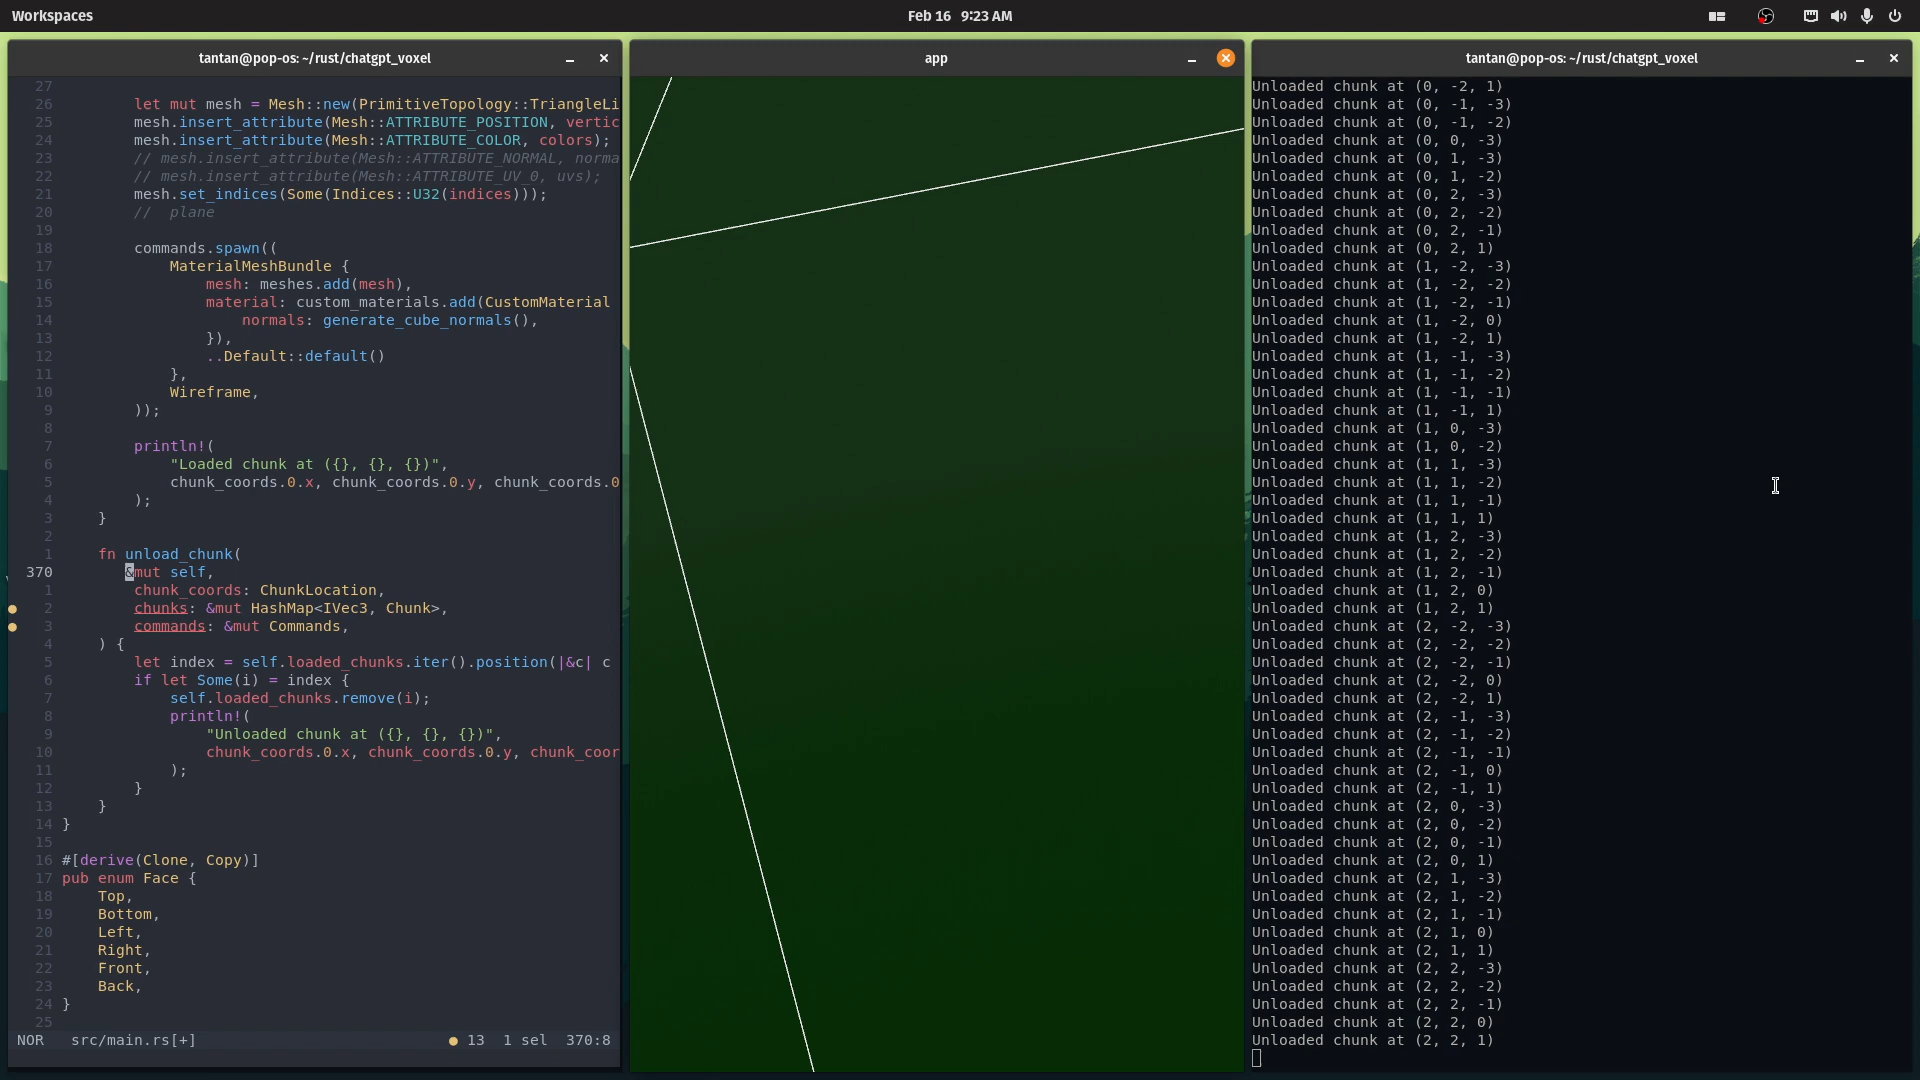 Workspaces
Feb 16 9:23 AM
tantan@pop-os: ~/rust/chatgpt_voxel
27
26 let mut mesh = Mesh::new(PrimitiveTopology::TriangleLi
25 mesh.insert_attribute(Mesh::ATTRIBUTE_POSITION, vertic
24 mesh.insert_attribute(Mesh::ATTRIBUTE_COLOR, colors);
23 // mesh.insert_attribute(Mesh::ATTRIBUTE_NORMAL, norma
22 // mesh.insert_attribute(Mesh::ATTRIBUTE_UV_0, uvs);
21 mesh.set_indices(Some(Indices::U32(indices)));
20 //  plane
19
18 commands.spawn((
17 MaterialMeshBundle {
16 mesh: meshes.add(mesh),
15 material: custom_materials.add(CustomMaterial
14 normals: generate_cube_normals(),
13 }),
12 ..Default::default()
11 },
10 Wireframe,
9 ));
8
7 println!(
6 "Loaded chunk at ({}, {}, {})",
5 chunk_coords.0.x, chunk_coords.0.y, chunk_coords.0
4 );
3 }
2
1 fn unload_chunk(
370 &mut self,
1 chunk_coords: ChunkLocation,
2 chunks: &mut HashMap<IVec3, Chunk>,
3 commands: &mut Commands,
4 ) {
5 let index = self.loaded_chunks.iter().position(|&c| c
6 if let Some(i) = index {
7 self.loaded_chunks.remove(i);
8 println!(
9 "Unloaded chunk at ({}, {}, {})",
10 chunk_coords.0.x, chunk_coords.0.y, chunk_coor
11 );
12 }
13 }
14 }
15
16 #[derive(Clone, Copy)]
17 pub enum Face {
18 Top,
19 Bottom,
20 Left,
21 Right,
22 Front,
23 Back,
24 }
25
NOR src/main.rs[+] 13 1 sel 370:8
app
tantan@pop-os: ~/rust/chatgpt_voxel
Unloaded chunk at (0, -2, 1)
Unloaded chunk at (0, -1, -3)
Unloaded chunk at (0, -1, -2)
Unloaded chunk at (0, 0, -3)
Unloaded chunk at (0, 1, -3)
Unloaded chunk at (0, 1, -2)
Unloaded chunk at (0, 2, -3)
Unloaded chunk at (0, 2, -2)
Unloaded chunk at (0, 2, -1)
Unloaded chunk at (0, 2, 1)
Unloaded chunk at (1, -2, -3)
Unloaded chunk at (1, -2, -2)
Unloaded chunk at (1, -2, -1)
Unloaded chunk at (1, -2, 0)
Unloaded chunk at (1, -2, 1)
Unloaded chunk at (1, -1, -3)
Unloaded chunk at (1, -1, -2)
Unloaded chunk at (1, -1, -1)
Unloaded chunk at (1, -1, 1)
Unloaded chunk at (1, 0, -3)
Unloaded chunk at (1, 0, -2)
Unloaded chunk at (1, 1, -3)
Unloaded chunk at (1, 1, -2)
Unloaded chunk at (1, 1, -1)
Unloaded chunk at (1, 1, 1)
Unloaded chunk at (1, 2, -3)
Unloaded chunk at (1, 2, -2)
Unloaded chunk at (1, 2, -1)
Unloaded chunk at (1, 2, 0)
Unloaded chunk at (1, 2, 1)
Unloaded chunk at (2, -2, -3)
Unloaded chunk at (2, -2, -2)
Unloaded chunk at (2, -2, -1)
Unloaded chunk at (2, -2, 0)
Unloaded chunk at (2, -2, 1)
Unloaded chunk at (2, -1, -3)
Unloaded chunk at (2, -1, -2)
Unloaded chunk at (2, -1, -1)
Unloaded chunk at (2, -1, 0)
Unloaded chunk at (2, -1, 1)
Unloaded chunk at (2, 0, -3)
Unloaded chunk at (2, 0, -2)
Unloaded chunk at (2, 0, -1)
Unloaded chunk at (2, 0, 1)
Unloaded chunk at (2, 1, -3)
Unloaded chunk at (2, 1, -2)
Unloaded chunk at (2, 1, -1)
Unloaded chunk at (2, 1, 0)
Unloaded chunk at (2, 1, 1)
Unloaded chunk at (2, 2, -3)
Unloaded chunk at (2, 2, -2)
Unloaded chunk at (2, 2, -1)
Unloaded chunk at (2, 2, 0)
Unloaded chunk at (2, 2, 1)